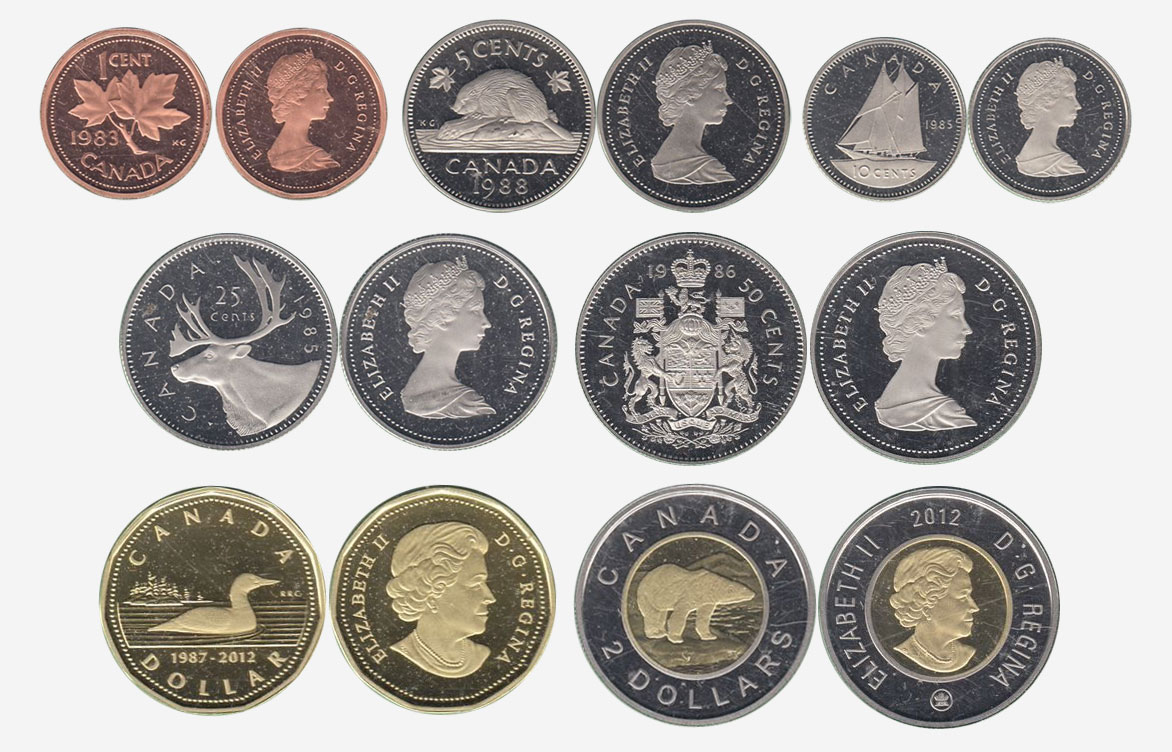 1 CENT
1983 KG
CANADA
ELIZABETH II D·G·REGINA
5 CENTS
KG
CANADA
1988
ELIZABETH II D·G·REGINA
CANADA
1985
10 CENTS
ELIZABETH II D·G·REGINA
CANADA 1985
25
cents
ELIZABETH II D·G·REGINA
1986
CANADA 50 CENTS
ELIZABETH II D·G·REGINA
CANADA
RRC
1987-2012
DOLLAR
ELIZABETH II D·G·REGINA
CANADA
2 DOLLARS
2012
ELIZABETH II D·G·REGINA